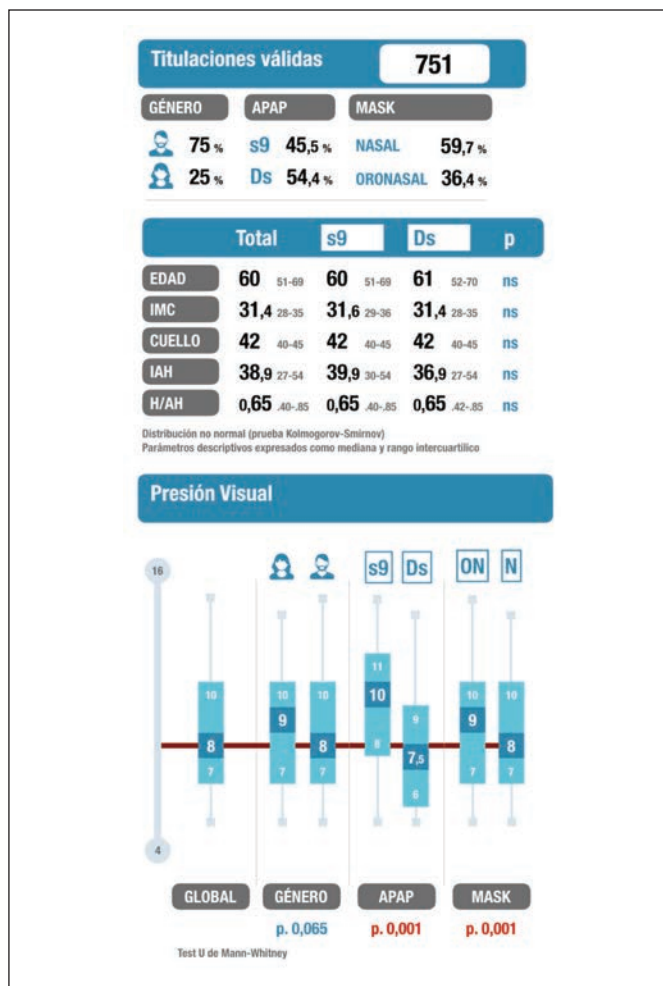 Titulaciones válidas 751
GÉNERO APAP MASK
75 % s9 45,5 % NASAL 59,7 %
25 % Ds 54,4 % ORONASAL 36,4 %
Total s9 Ds p
EDAD 60 51-69 60 51-69 61 52-70 ns
IMC 31,4 28-35 31,6 29-36 31,4 28-35 ns
CUELLO 42 40-45 42 40-45 42 40-45 ns
IAH 38,9 27-54 39,9 30-54 36,9 27-54 ns
H/AH 0,65 .40-.85 0,65 .40-.85 0,65 .42-.85 ns
Distribución no normal (prueba Kolmogorov-Smirnov)
Parámetros descriptivos expresados como mediana y rango intercuartílico
Presión Visual
s9 Ds ON N
16
11
10 10 10 10 10 10
9 9 9
8 8 8 7,5 8
7 7 7 6 7 7
4
GLOBAL GÉNERO APAP MASK
p. 0,065 p. 0,001 p. 0,001
Test U de Mann-Whitney